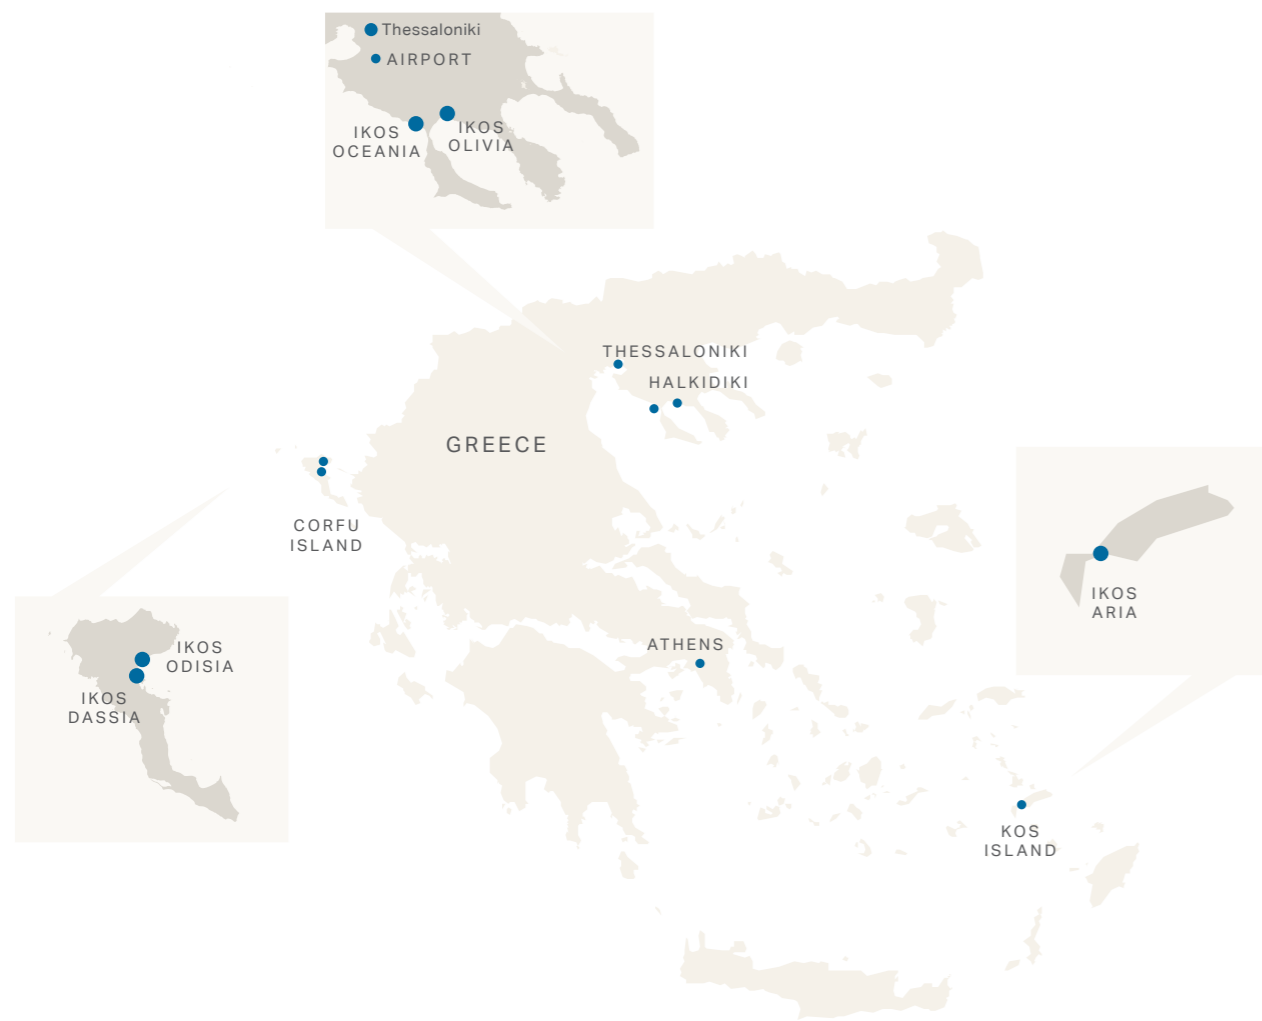 Thessaloniki
AIRPORT
IKOS
OCEANIA
IKOS
OLIVIA
THESSALONIKI
HALKIDIKI
GREECE
CORFU
ISLAND
IKOS
ARIA
IKOS
ODISIA
IKOS
DASSIA
ATHENS
KOS
ISLAND